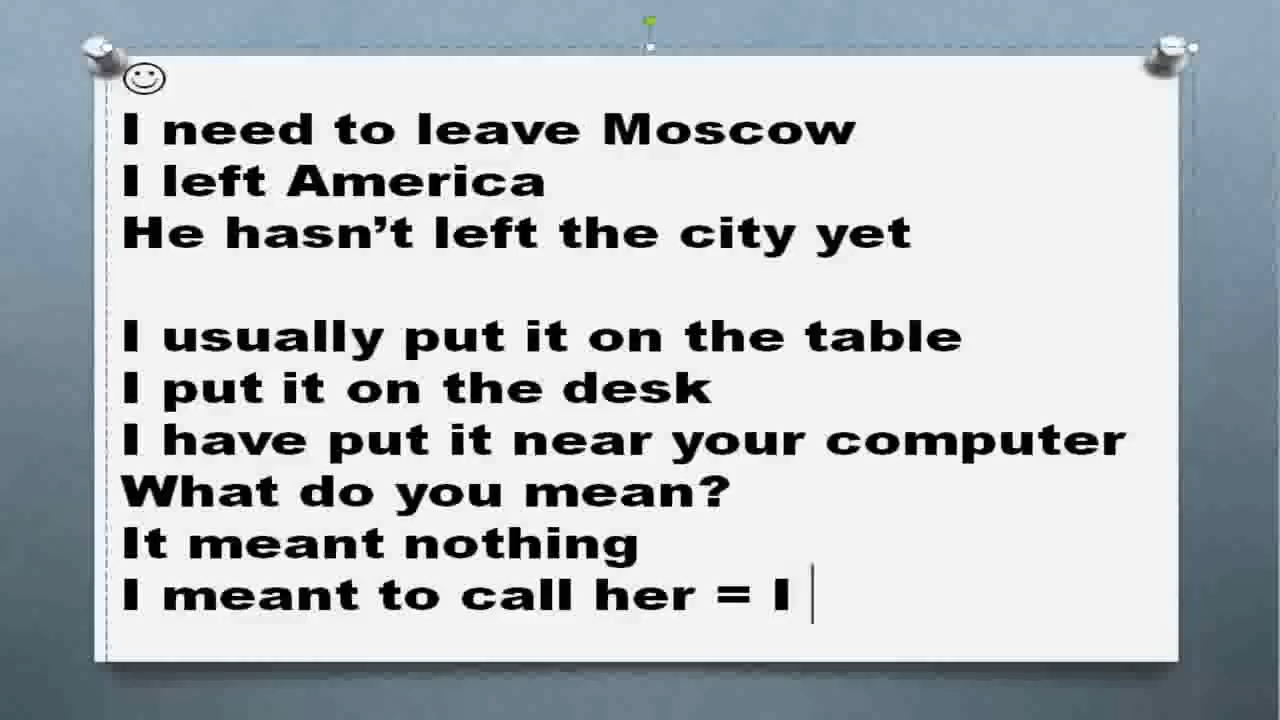 I need to leave Moscow
I left America
He hasn’t left the city yet
I usually put it on the table
I put it on the desk
I have put it near your computer
What do you mean?
It meant nothing
I meant to call her = I